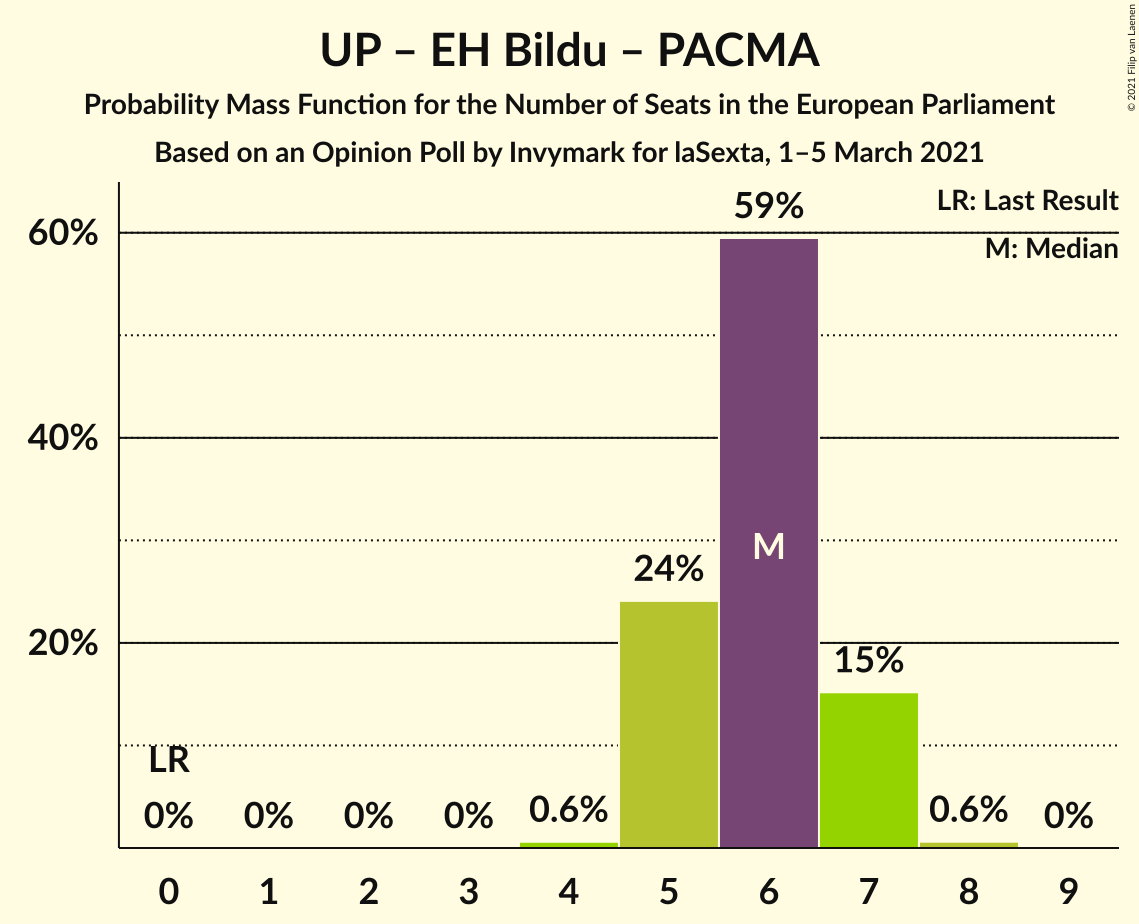 UP – EH Bildu – PACMA
Probability Mass Function for the Number of Seats in the European Parliament
Based on an Opinion Poll by Invymark for laSexta, 1–5 March 2021
© 2021 Filip van Laenen
LR: Last Result
M: Median
60%
40%
20%
59%
M
24%
15%
LR
0%
0%
0%
0%
0.6%
0.6%
0%
0
1
2
3
4
5
6
7
8
9